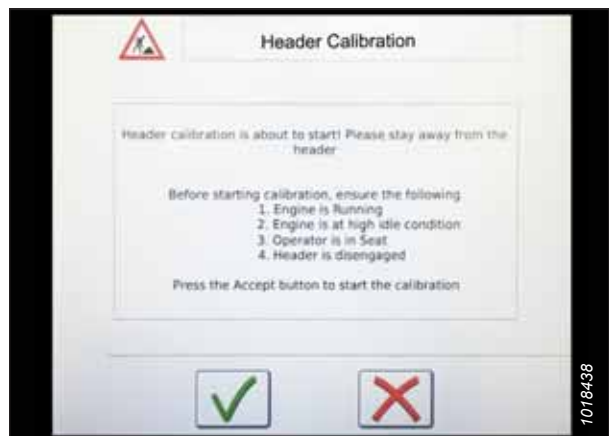 Header Calibration
Header calibration is about to start! Please stay away from the
header
Before starting calibration, ensure the following
1. Engine is Running
2. Engine is at high idle condition
3. Operator is in Seat
4. Header is disengaged
Press the Accept button to start the calibration
1018438